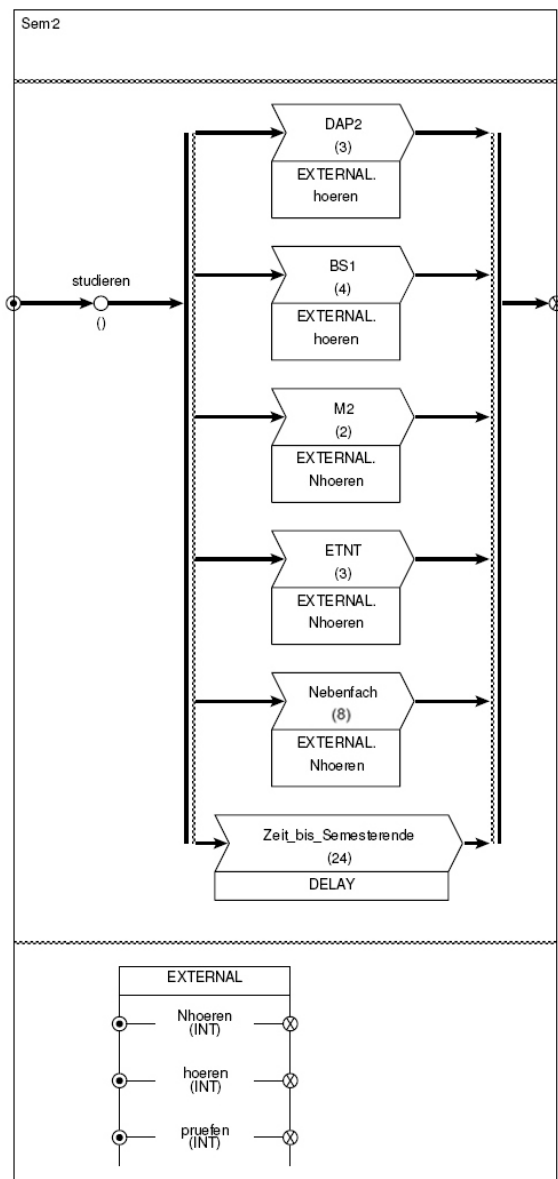 Sem2
DAP2
(3)
EXTERNAL.
hoeren
BS1
(4)
EXTERNAL.
hoeren
studieren
()
M2
(2)
EXTERNAL.
Nhoeren
ETNT
(3)
EXTERNAL.
Nhoeren
Nebenfach
(8)
EXTERNAL.
Nhoeren
Zeit_bis_Semesterende
(24)
DELAY
EXTERNAL
Nhoeren
(INT)
hoeren
(INT)
pruefen
(INT)